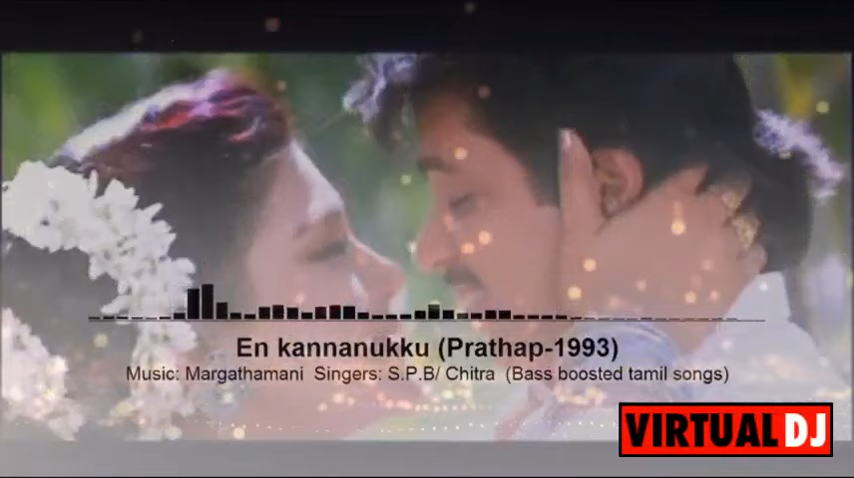 En kannanukku (Prathap-1993)
Music: Margathamani Singers: S.P.B/ Chitra (Bass boosted tamil songs)
VIRTUAL DJ